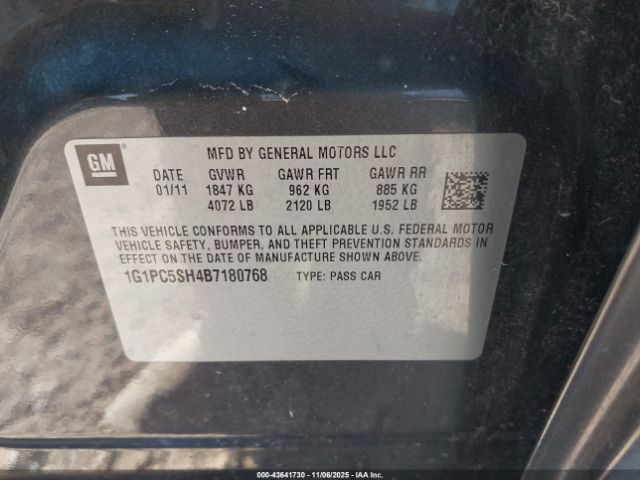 GM
MFD BY GENERAL MOTORS LLC
DATE GVWR GAWR FRT GAWR RR
01/11 1847 KG 962 KG 885 KG
4072 LB 2120 LB 1952 LB
THIS VEHICLE CONFORMS TO ALL APPLICABLE U.S. FEDERAL MOTOR
VEHICLE SAFETY, BUMPER, AND THEFT PREVENTION STANDARDS IN
EFFECT ON THE DATE OF MANUFACTURE SHOWN ABOVE.
1G1PC5SH4B7180768 TYPE: PASS CAR
000-43641730 - 11/06/2025 - IAAI, Inc.